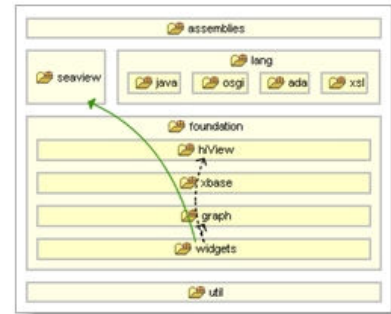 assemblies
seaview
lang
java
osgi
ada
xsl
foundation
hiView
xbase
graph
widgets
util